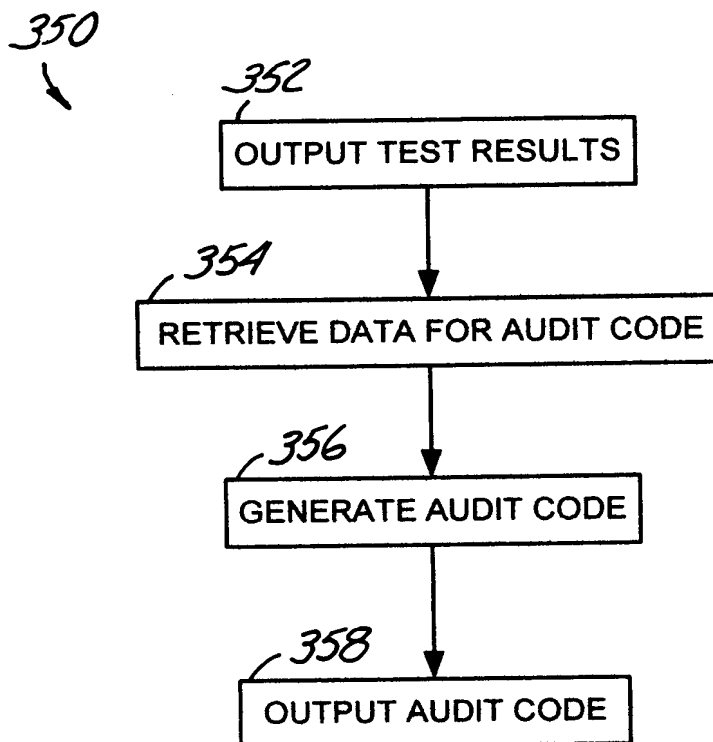 350
352
OUTPUT TEST RESULTS
354
RETRIEVE DATA FOR AUDIT CODE
356
GENERATE AUDIT CODE
358
OUTPUT AUDIT CODE